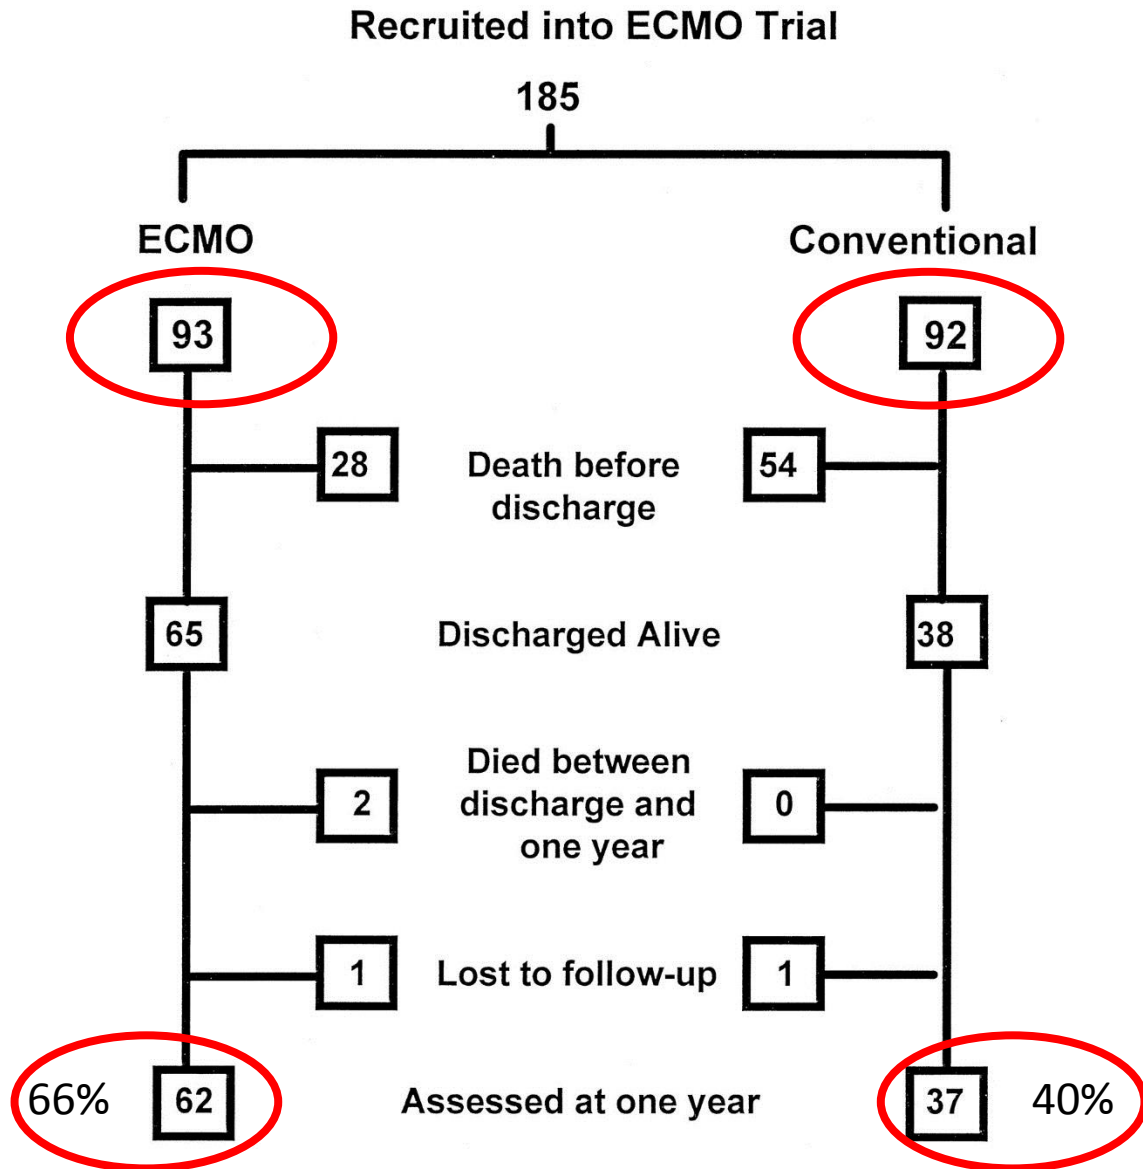 Recruited into ECMO Trial
185
ECMO
Conventional
93
92
28
Death before
discharge
54
65
Discharged Alive
38
2
Died between
discharge and
one year
0
1
Lost to follow-up
1
66%
62
Assessed at one year
37
40%